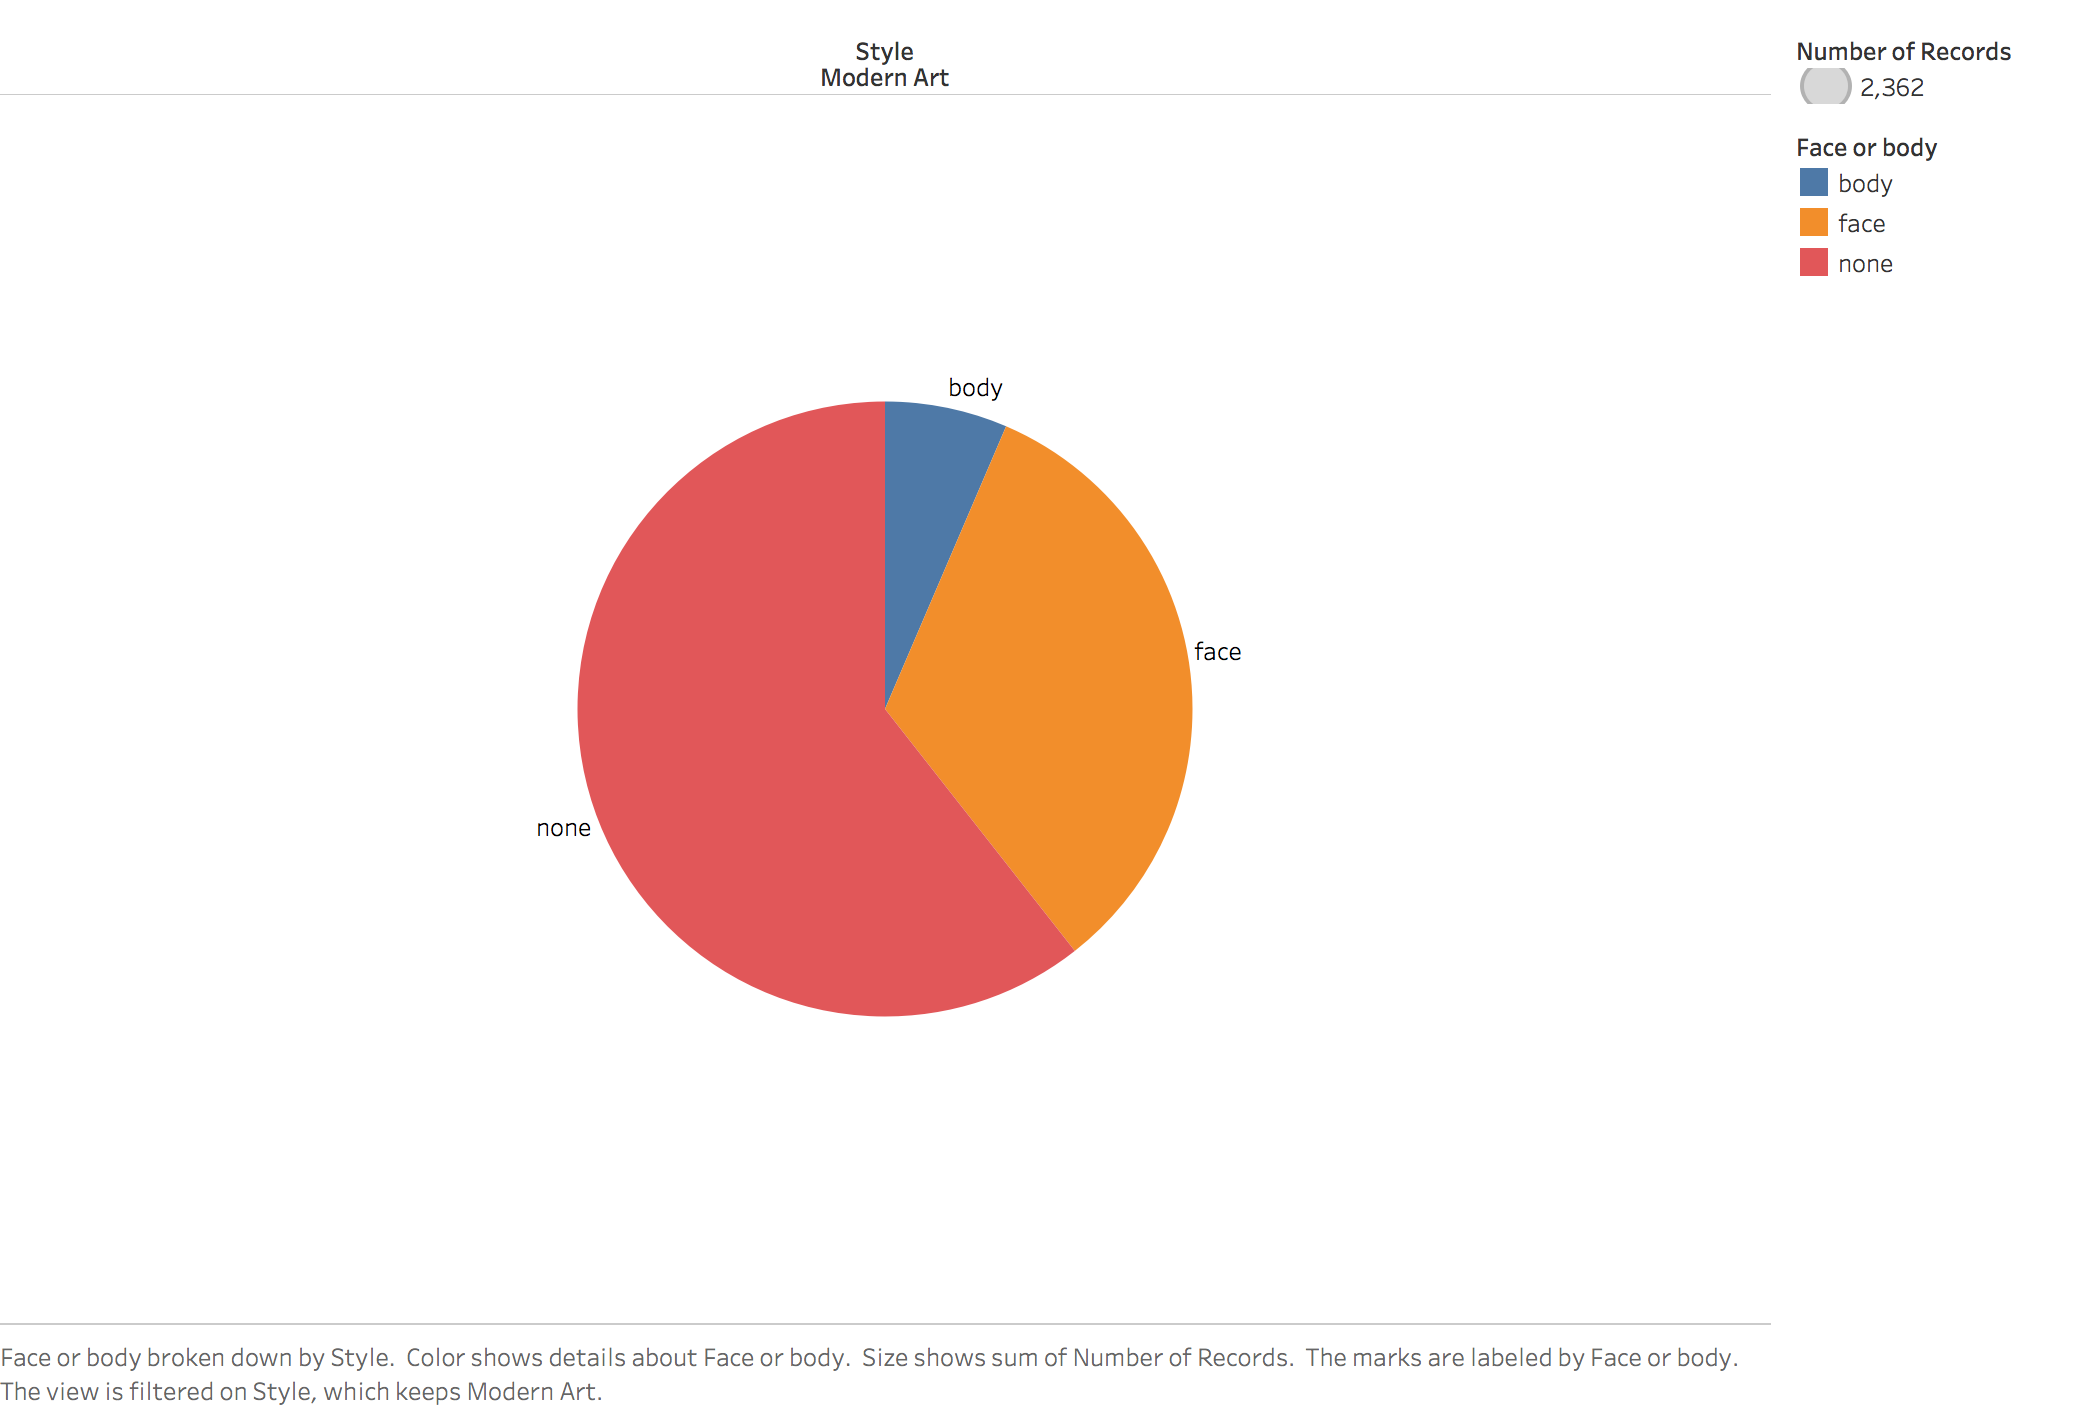 Style
Modern Art
Number of Records
2,362
Face or body
body
face
none
body
face
none
Face or body broken down by Style.  Color shows details about Face or body.  Size shows sum of Number of Records.  The marks are labeled by Face or body.
The view is filtered on Style, which keeps Modern Art.